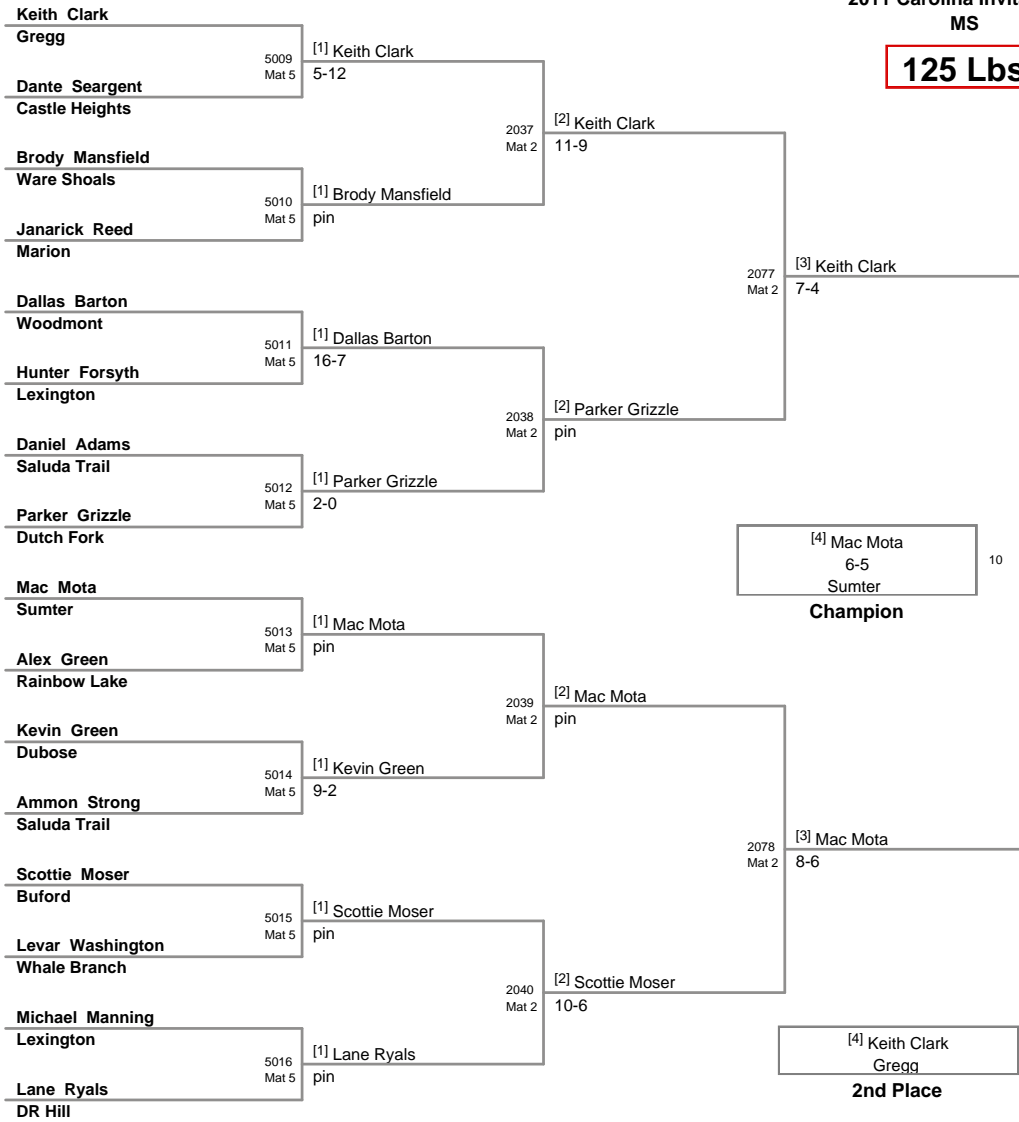 2011 Carolina Invit
MS
125 Lbs
Keith Clark
Gregg
5009
Mat 5
[1] Keith Clark
5-12
Dante Seargent
Castle Heights
2037
Mat 2
[2] Keith Clark
11-9
Brody Mansfield
Ware Shoals
5010
Mat 5
[1] Brody Mansfield
pin
Janarick Reed
Marion
2077
Mat 2
[3] Keith Clark
7-4
Dallas Barton
Woodmont
5011
Mat 5
[1] Dallas Barton
16-7
Hunter Forsyth
Lexington
2038
Mat 2
[2] Parker Grizzle
pin
Daniel Adams
Saluda Trail
5012
Mat 5
[1] Parker Grizzle
2-0
Parker Grizzle
Dutch Fork
[4] Mac Mota
6-5
Sumter
10
Champion
Mac Mota
Sumter
5013
Mat 5
[1] Mac Mota
pin
Alex Green
Rainbow Lake
2039
Mat 2
[2] Mac Mota
pin
Kevin Green
Dubose
5014
Mat 5
[1] Kevin Green
9-2
Ammon Strong
Saluda Trail
2078
Mat 2
[3] Mac Mota
8-6
Scottie Moser
Buford
5015
Mat 5
[1] Scottie Moser
pin
Levar Washington
Whale Branch
2040
Mat 2
[2] Scottie Moser
10-6
Michael Manning
Lexington
5016
Mat 5
[1] Lane Ryals
pin
Lane Ryals
DR Hill
[4] Keith Clark
Gregg
2nd Place